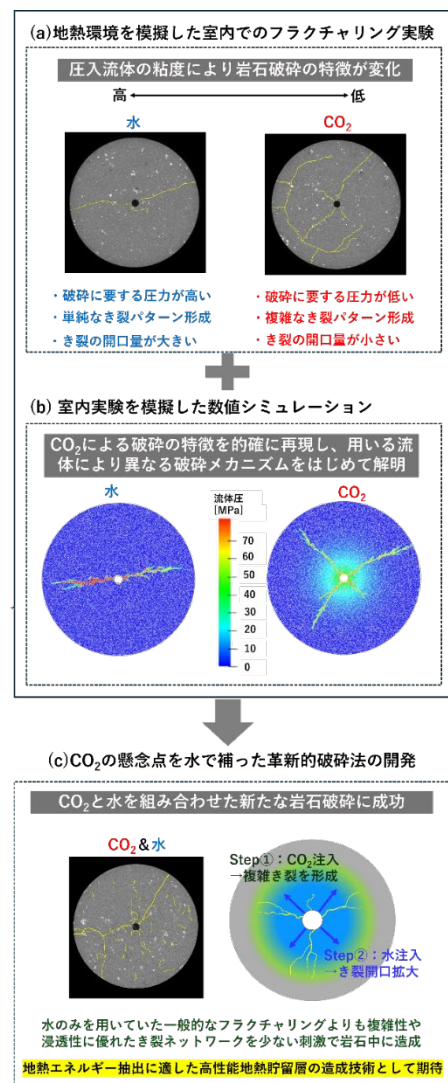 (a)地熱環境を模擬した室内でのフラクチャリング実験
圧入流体の粘度により岩石破砕の特徴が変化
高 低
水 CO₂
・破砕に要する圧力が高い
・単純なき裂パターン形成
・き裂の開口量が大きい
・破砕に要する圧力が低い
・複雑なき裂パターン形成
・き裂の開口量が小さい
(b) 室内実験を模擬した数値シミュレーション
CO₂による破砕の特徴を的確に再現し、用いる流
体により異なる破砕メカニズムをはじめて解明
水
流体圧
[MPa]
70
60
50
40
30
20
10
0
CO₂
(c)CO₂の懸念点を水で補った革新的破砕法の開発
CO₂と水を組み合わせた新たな岩石破砕に成功
CO₂&水
Step①：CO₂注入
→複雑き裂を形成
Step②：水注入
→き裂開口拡大
水のみを用いていた一般的なフラクチャリングよりも複雑性や
浸透性に優れたき裂ネットワークを少ない刺激で岩石中に造成
地熱エネルギー抽出に適した高性能地熱貯留層の造成技術として期待